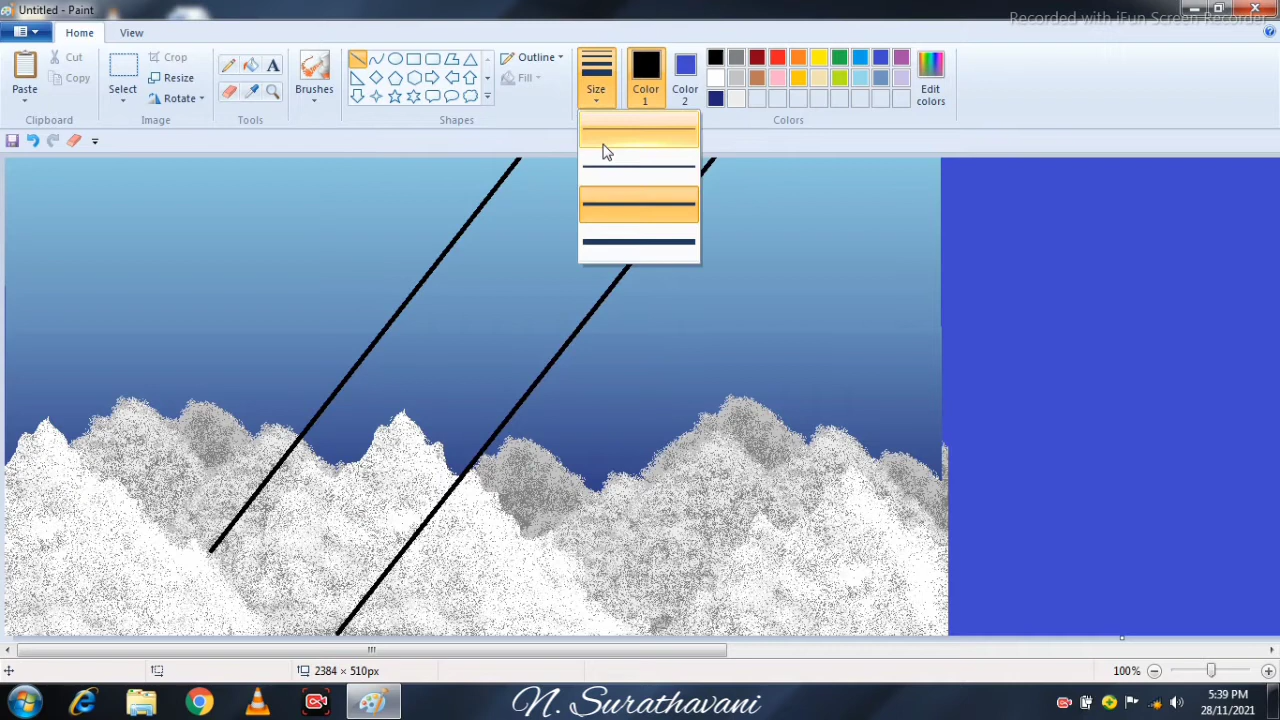 Untitled - Paint
Recorded with iFun Screen Recorder
Home View
Paste
Cut
Copy
Clipboard
Select
Crop
Resize
Rotate
Image
Tools
Brushes
Shapes
Outline
Fill
Size
Color 1
Color 2
Edit colors
Colors
2384 × 510px
100%
N. Surathavani
5:39 PM
28/11/2021